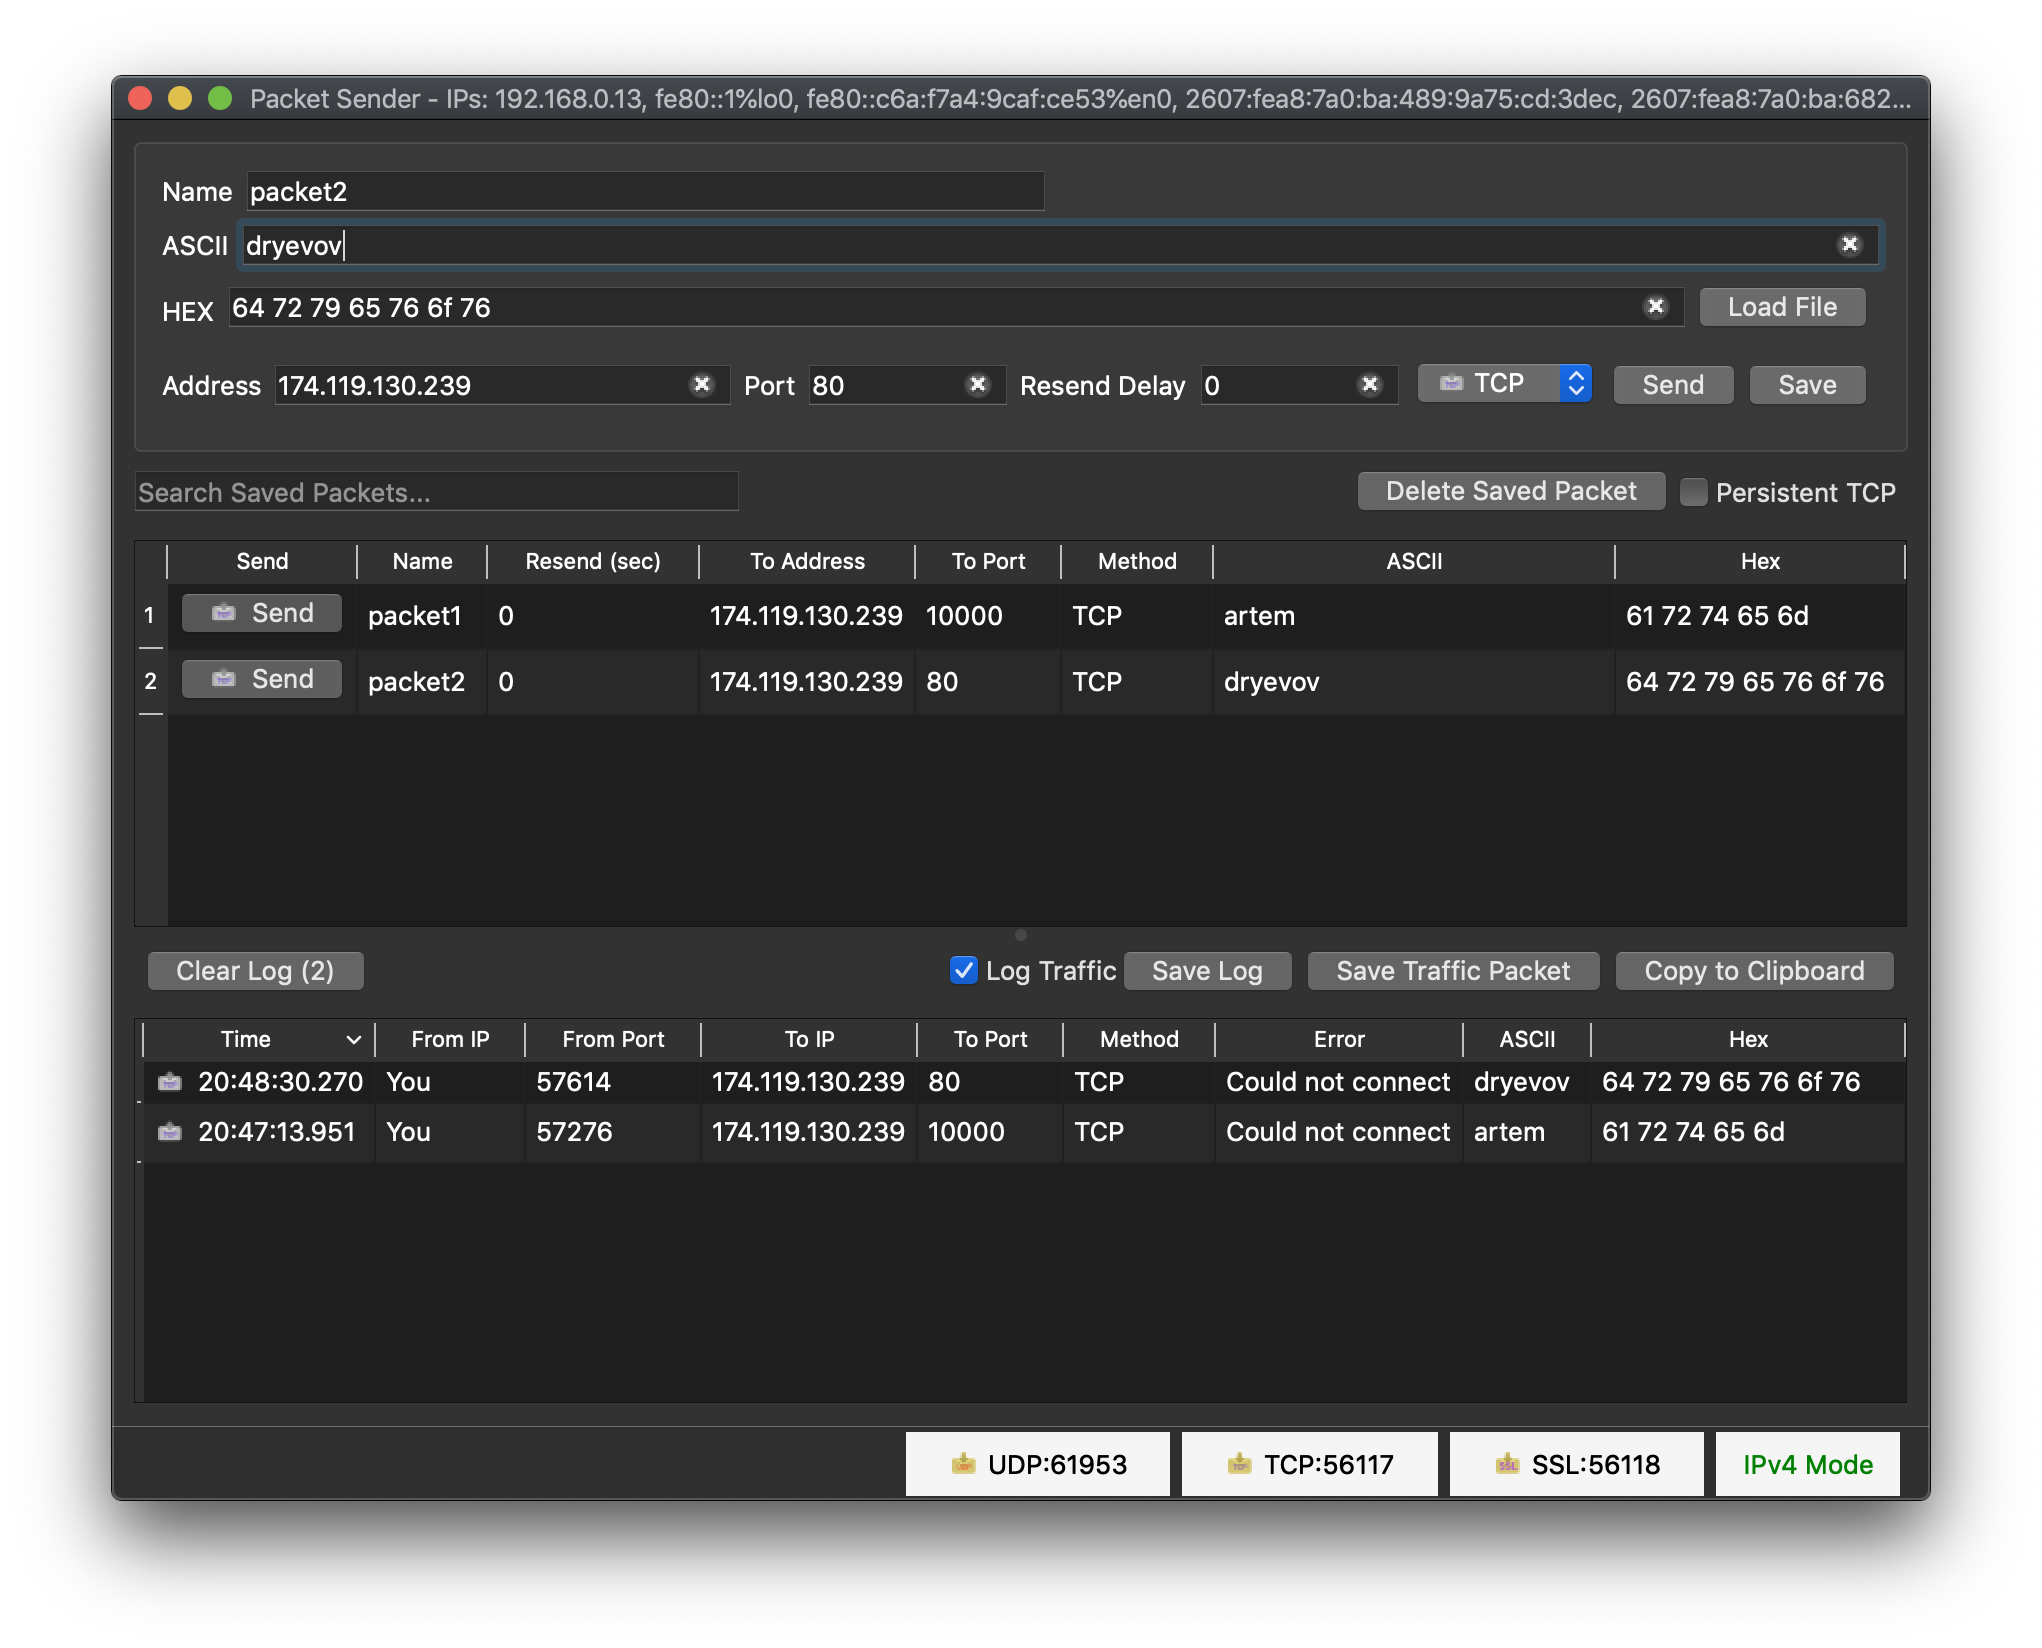 Packet Sender - IPs: 192.168.0.13, fe80::1%lo0, fe80::c6a:f7a4:9caf:ce53%en0, 2607:fea8:7a0:ba:489:9a75:cd:3dec, 2607:fea8:7a0:ba:682...
Name packet2
ASCII dryevov
HEX 64 72 79 65 76 6f 76 Load File
Address 174.119.130.239 Port 80 Resend Delay 0 TCP Send Save
Search Saved Packets... Delete Saved Packet Persistent TCP
Send Name Resend (sec) To Address To Port Method ASCII Hex
1 Send packet1 0 174.119.130.239 10000 TCP artem 61 72 74 65 6d
2 Send packet2 0 174.119.130.239 80 TCP dryevov 64 72 79 65 76 6f 76
Clear Log (2) Log Traffic Save Log Save Traffic Packet Copy to Clipboard
Time From IP From Port To IP To Port Method Error ASCII Hex
20:48:30.270 You 57614 174.119.130.239 80 TCP Could not connect dryevov 64 72 79 65 76 6f 76
20:47:13.951 You 57276 174.119.130.239 10000 TCP Could not connect artem 61 72 74 65 6d
UDP:61953 TCP:56117 SSL:56118 IPv4 Mode